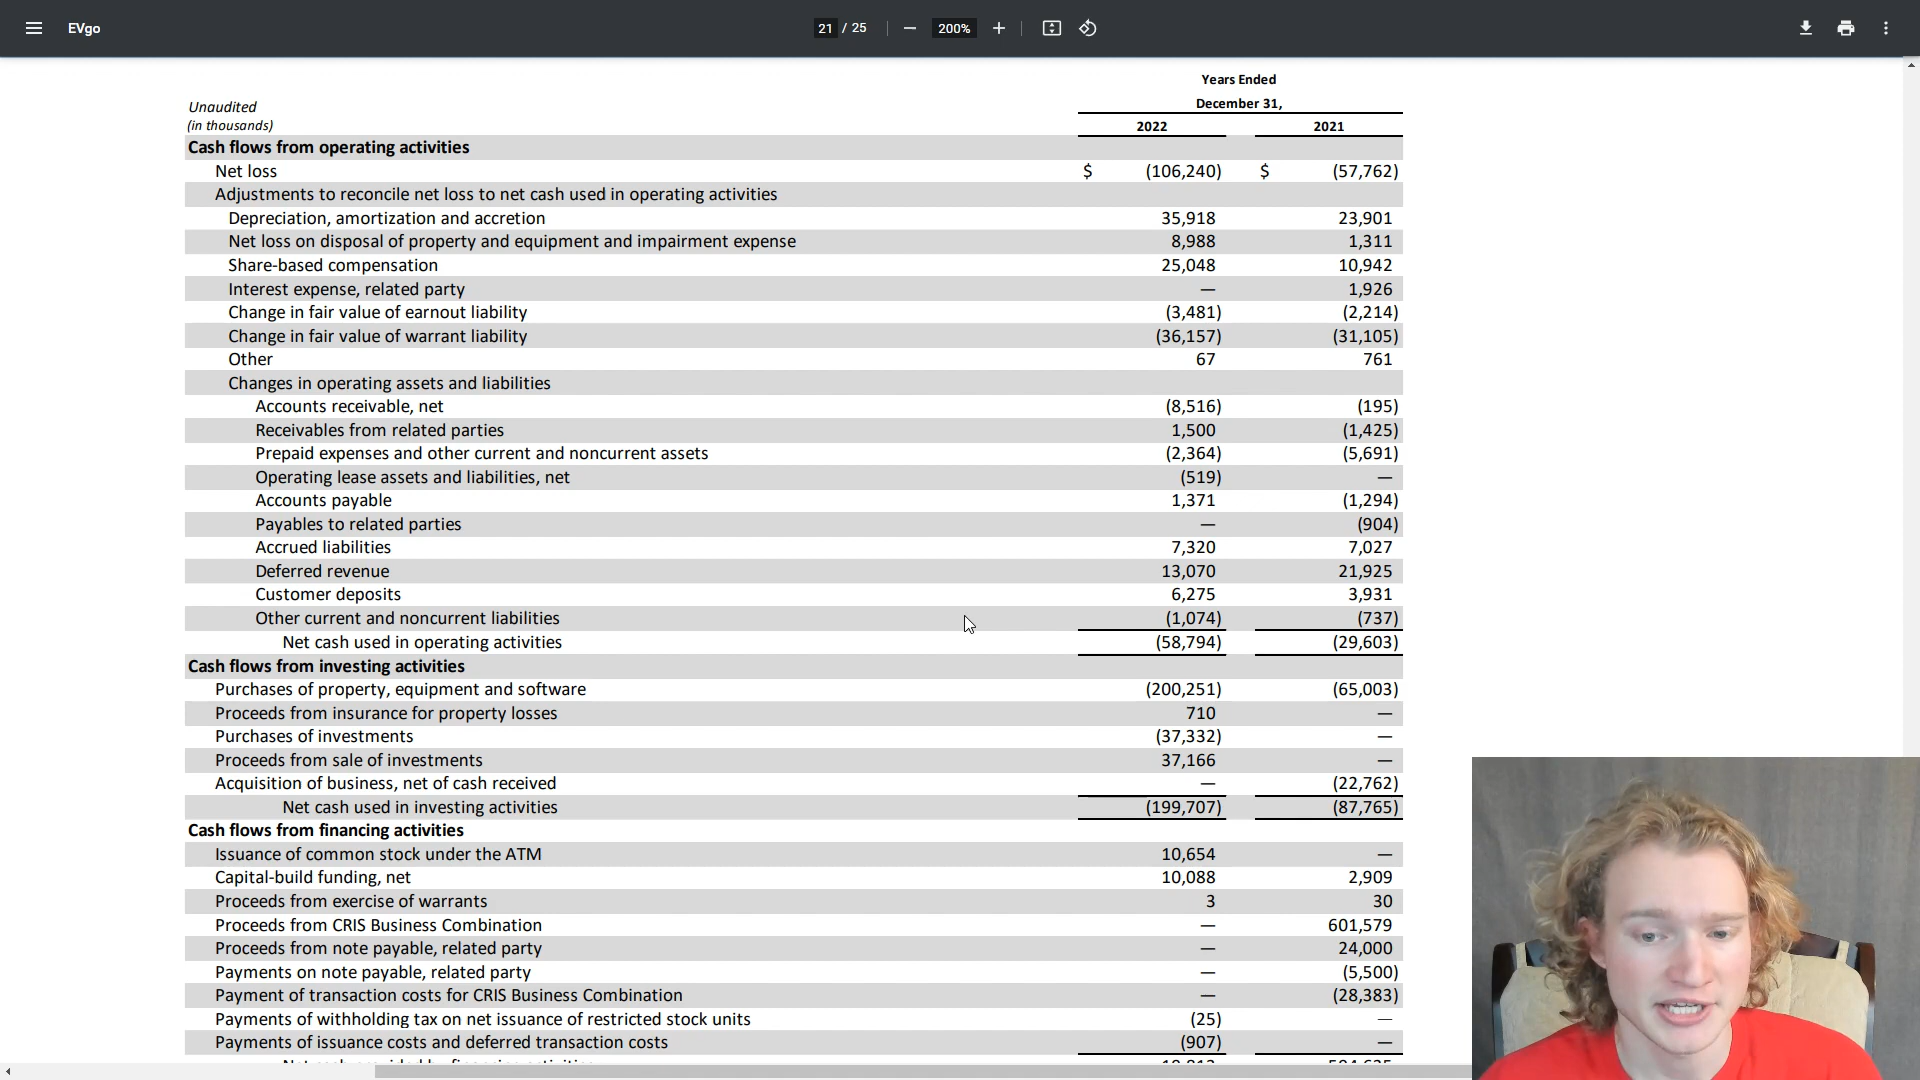 EVgo
21 / 25
200%
Years Ended
December 31,
Unaudited
(in thousands)
2022 2021
Cash flows from operating activities
Net loss $ (106,240) $ (57,762)
Adjustments to reconcile net loss to net cash used in operating activities
Depreciation, amortization and accretion 35,918 23,901
Net loss on disposal of property and equipment and impairment expense 8,988 1,311
Share-based compensation 25,048 10,942
Interest expense, related party — 1,926
Change in fair value of earnout liability (3,481) (2,214)
Change in fair value of warrant liability (36,157) (31,105)
Other 67 761
Changes in operating assets and liabilities
Accounts receivable, net (8,516) (195)
Receivables from related parties 1,500 (1,425)
Prepaid expenses and other current and noncurrent assets (2,364) (5,691)
Operating lease assets and liabilities, net (519) —
Accounts payable 1,371 (1,294)
Payables to related parties — (904)
Accrued liabilities 7,320 7,027
Deferred revenue 13,070 21,925
Customer deposits 6,275 3,931
Other current and noncurrent liabilities (1,074) (737)
Net cash used in operating activities (58,794) (29,603)
Cash flows from investing activities
Purchases of property, equipment and software (200,251) (65,003)
Proceeds from insurance for property losses 710 —
Purchases of investments (37,332) —
Proceeds from sale of investments 37,166 —
Acquisition of business, net of cash received — (22,762)
Net cash used in investing activities (199,707) (87,765)
Cash flows from financing activities
Issuance of common stock under the ATM 10,654 —
Capital-build funding, net 10,088 2,909
Proceeds from exercise of warrants 3 30
Proceeds from CRIS Business Combination — 601,579
Proceeds from note payable, related party — 24,000
Payments on note payable, related party — (5,500)
Payment of transaction costs for CRIS Business Combination — (28,383)
Payments of withholding tax on net issuance of restricted stock units (25) —
Payments of issuance costs and deferred transaction costs (907) —